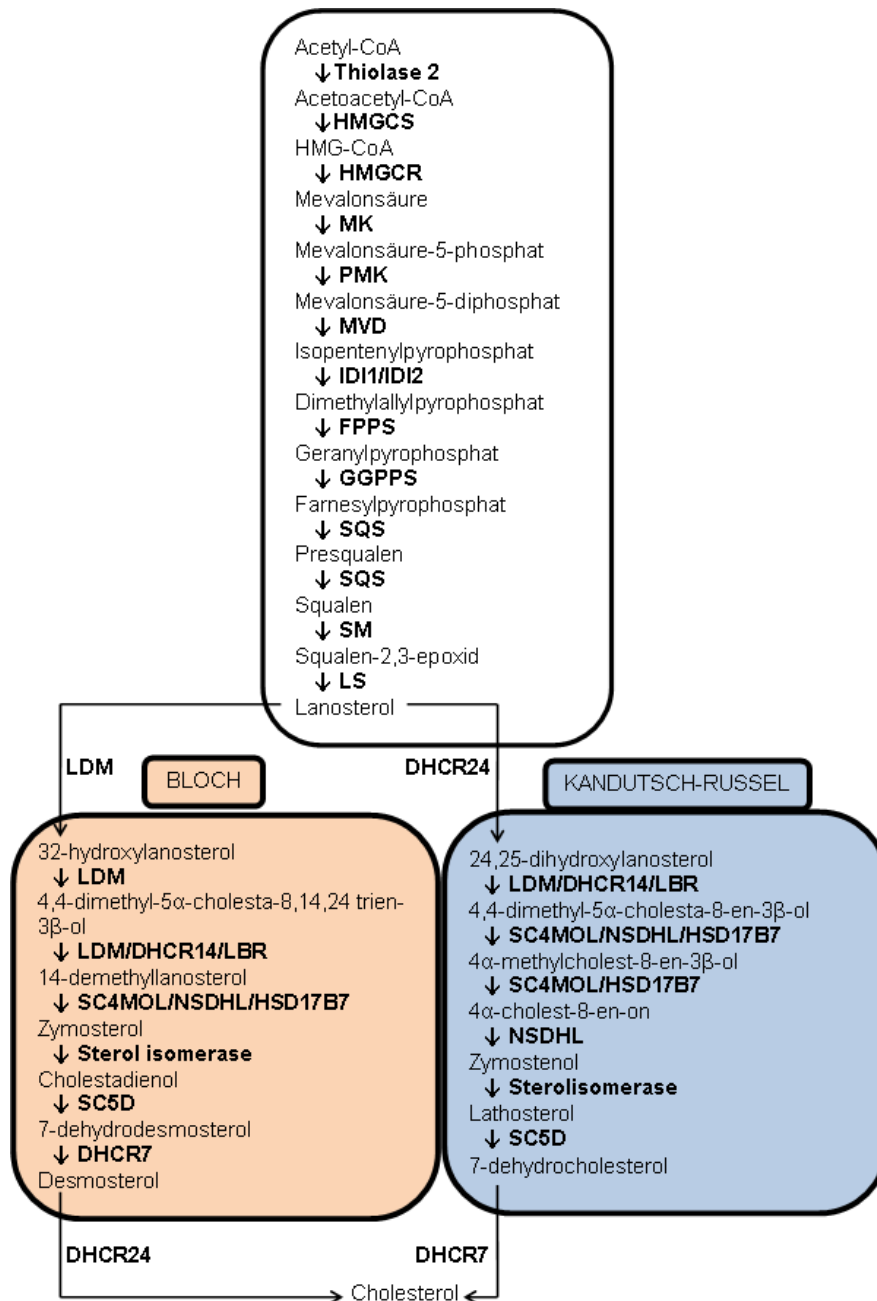 Acetyl-CoA
↓Thiolase 2
Acetoacetyl-CoA
↓HMGCS
HMG-CoA
↓ HMGCR
Mevalonsäure
↓ MK
Mevalonsäure-5-phosphat
↓ PMK
Mevalonsäure-5-diphosphat
↓ MVD
Isopentenylpyrophosphat
↓ IDI1/IDI2
Dimethylallylpyrophosphat
↓ FPPS
Geranylpyrophosphat
↓ GGPPS
Farnesylpyrophosphat
↓ SQS
Presqualen
↓ SQS
Squalen
↓ SM
Squalen-2,3-epoxid
↓ LS
Lanosterol
LDM
DHCR24
BLOCH
KANDUTSCH-RUSSEL
32-hydroxylanosterol
↓ LDM
4,4-dimethyl-5α-cholesta-8,14,24 trien-
3β-ol
↓ LDM/DHCR14/LBR
14-demethyllanosterol
↓ SC4MOL/NSDHL/HSD17B7
Zymosterol
↓ Sterol isomerase
Cholestadienol
↓ SC5D
7-dehydrodesmosterol
↓ DHCR7
Desmosterol
24,25-dihydroxylanosterol
↓ LDM/DHCR14/LBR
4,4-dimethyl-5α-cholesta-8-en-3β-ol
↓ SC4MOL/NSDHL/HSD17B7
4α-methylcholest-8-en-3β-ol
↓ SC4MOL/HSD17B7
4α-cholest-8-en-on
↓ NSDHL
Zymostenol
↓ Sterolisomerase
Lathosterol
↓ SC5D
7-dehydrocholesterol
DHCR24
DHCR7
Cholesterol